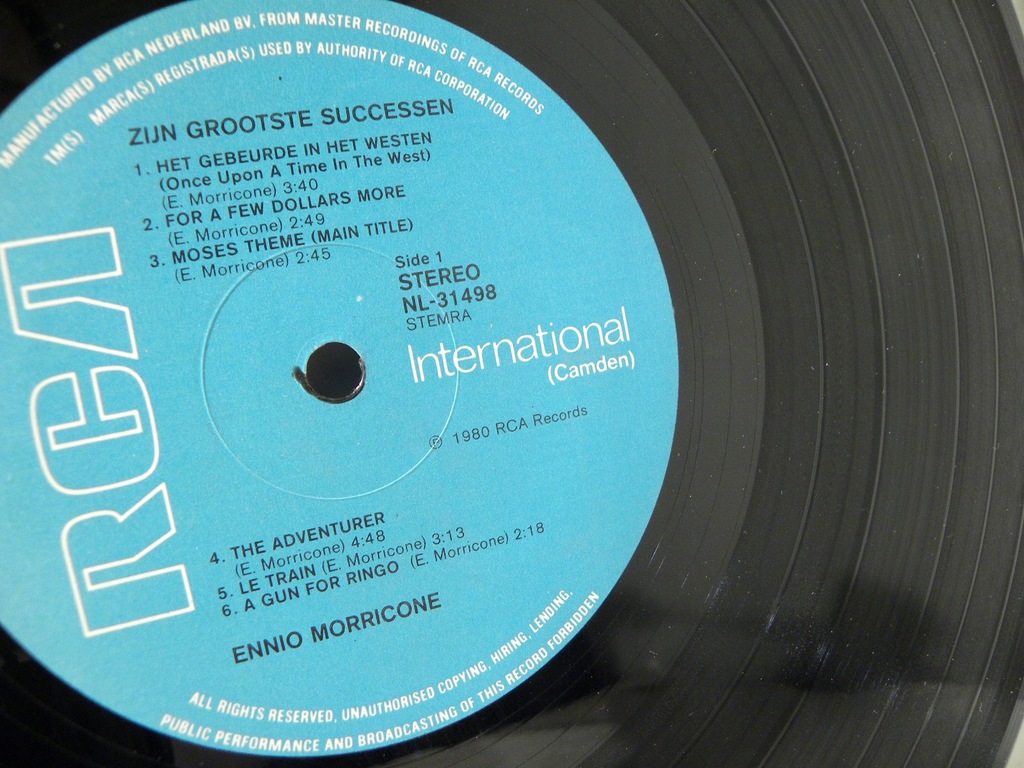 MANUFACTURED BY RCA NEDERLAND BV. FROM MASTER RECORDINGS OF RCA RECORDS
TM(S) MARCA(S) REGISTRADA(S) USED BY AUTHORITY OF RCA CORPORATION
ZIJN GROOTSTE SUCCESSEN
1. HET GEBEURDE IN HET WESTEN
(Once Upon A Time In The West)
(E. Morricone) 3:40
2. FOR A FEW DOLLARS MORE
(E. Morricone) 2:49
3. MOSES THEME (MAIN TITLE)
(E. Morricone) 2:45
Side 1
STEREO
NL-31498
STEMRA
International
(Camden)
℗ 1980 RCA Records
RCA
4. THE ADVENTURER
(E. Morricone) 4:48
5. LE TRAIN (E. Morricone) 3:13
6. A GUN FOR RINGO (E. Morricone) 2:18
ENNIO MORRICONE
ALL RIGHTS RESERVED, UNAUTHORISED COPYING, HIRING, LENDING,
PUBLIC PERFORMANCE AND BROADCASTING OF THIS RECORD FORBIDDEN